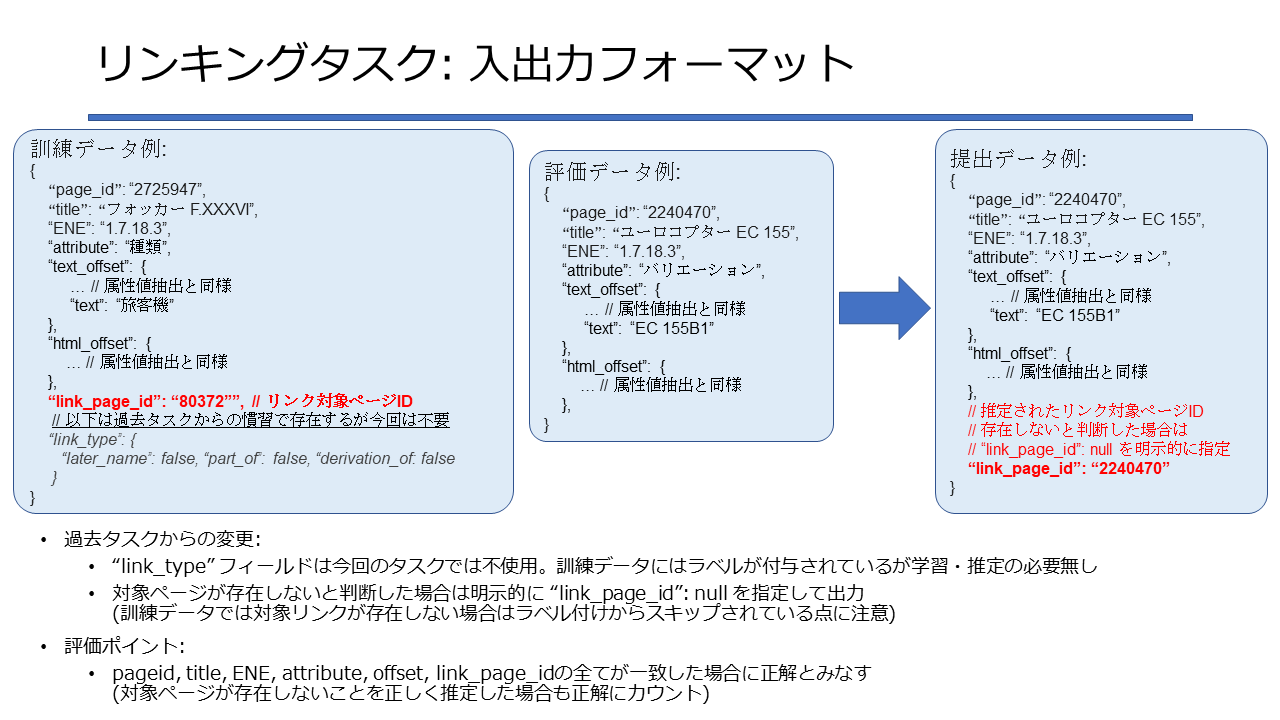 リンキングタスク: 入出力フォーマット
訓練データ例:
{
“page_id”: “2725947”,
“title”: “フォッカー F.XXXVI”,
“ENE”: “1.7.18.3”,
“attribute”: “種類”,
“text_offset”: {
… // 属性値抽出と同様
“text”: “旅客機”
},
“html_offset”: {
… // 属性値抽出と同様
},
“link_page_id”: “80372””, // リンク対象ページID
// 以下は過去タスクからの慣習で存在するが今回は不要
“link_type”: {
“later_name”: false, “part_of”: false, “derivation_of: false
}
}
評価データ例:
{
“page_id”: “2240470”,
“title”: “ユーロコプター EC 155”,
“ENE”: “1.7.18.3”,
“attribute”: “バリエーション”,
“text_offset”: {
… // 属性値抽出と同様
“text”: “EC 155B1”
},
“html_offset”: {
… // 属性値抽出と同様
},
}
提出データ例:
{
“page_id”: “2240470”,
“title”: “ユーロコプター EC 155”,
“ENE”: “1.7.18.3”,
“attribute”: “バリエーション”,
“text_offset”: {
… // 属性値抽出と同様
“text”: “EC 155B1”
},
“html_offset”: {
… // 属性値抽出と同様
},
// 推定されたリンク対象ページID
// 存在しないと判断した場合は
// “link_page_id”: null を明示的に指定
“link_page_id”: “2240470”
}
• 過去タスクからの変更:
• “link_type” フィールドは今回のタスクでは不使用。訓練データにはラベルが付与されているが学習・推定の必要無し
• 対象ページが存在しないと判断した場合は明示的に “link_page_id”: null を指定して出力
(訓練データでは対象リンクが存在しない場合はラベル付けからスキップされている点に注意)
• 評価ポイント:
• pageid, title, ENE, attribute, offset, link_page_idの全てが一致した場合に正解とみなす
(対象ページが存在しないことを正しく推定した場合も正解にカウント)